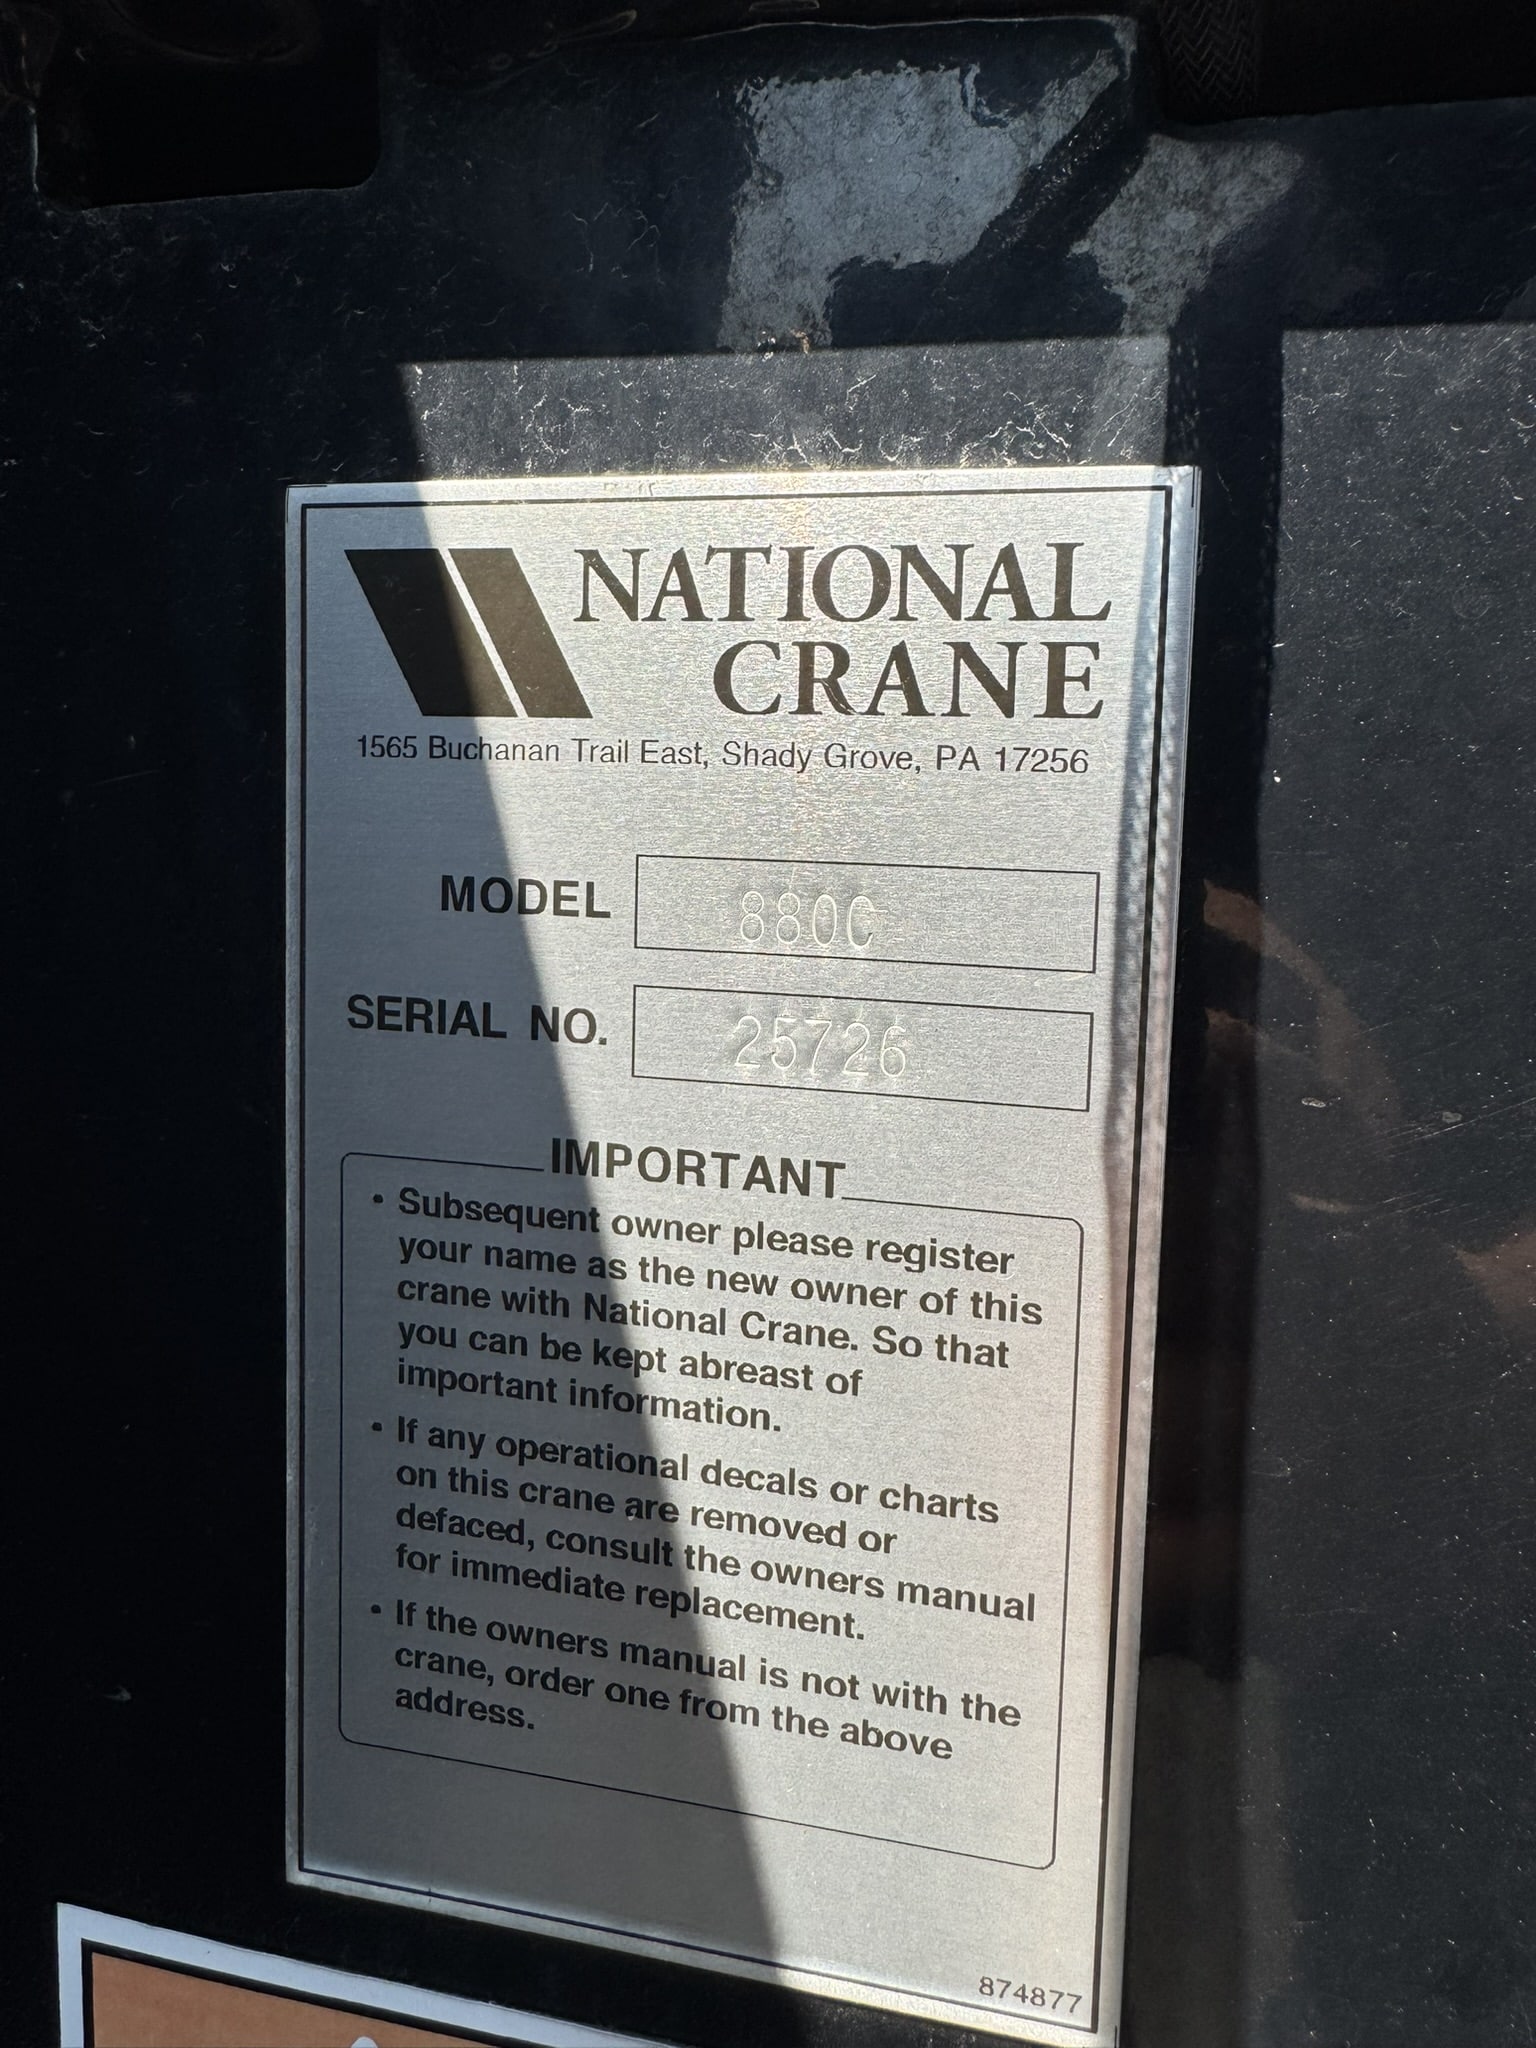 NATIONAL
CRANE
1565 Buchanan Trail East, Shady Grove, PA 17256
MODEL 880C
SERIAL NO. 25726
IMPORTANT
• Subsequent owner please register
your name as the new owner of this
crane with National Crane. So that
you can be kept abreast of
important information.
• If any operational decals or charts
on this crane are removed or
defaced, consult the owners manual
for immediate replacement.
• If the owners manual is not with the
crane, order one from the above
address.
874877